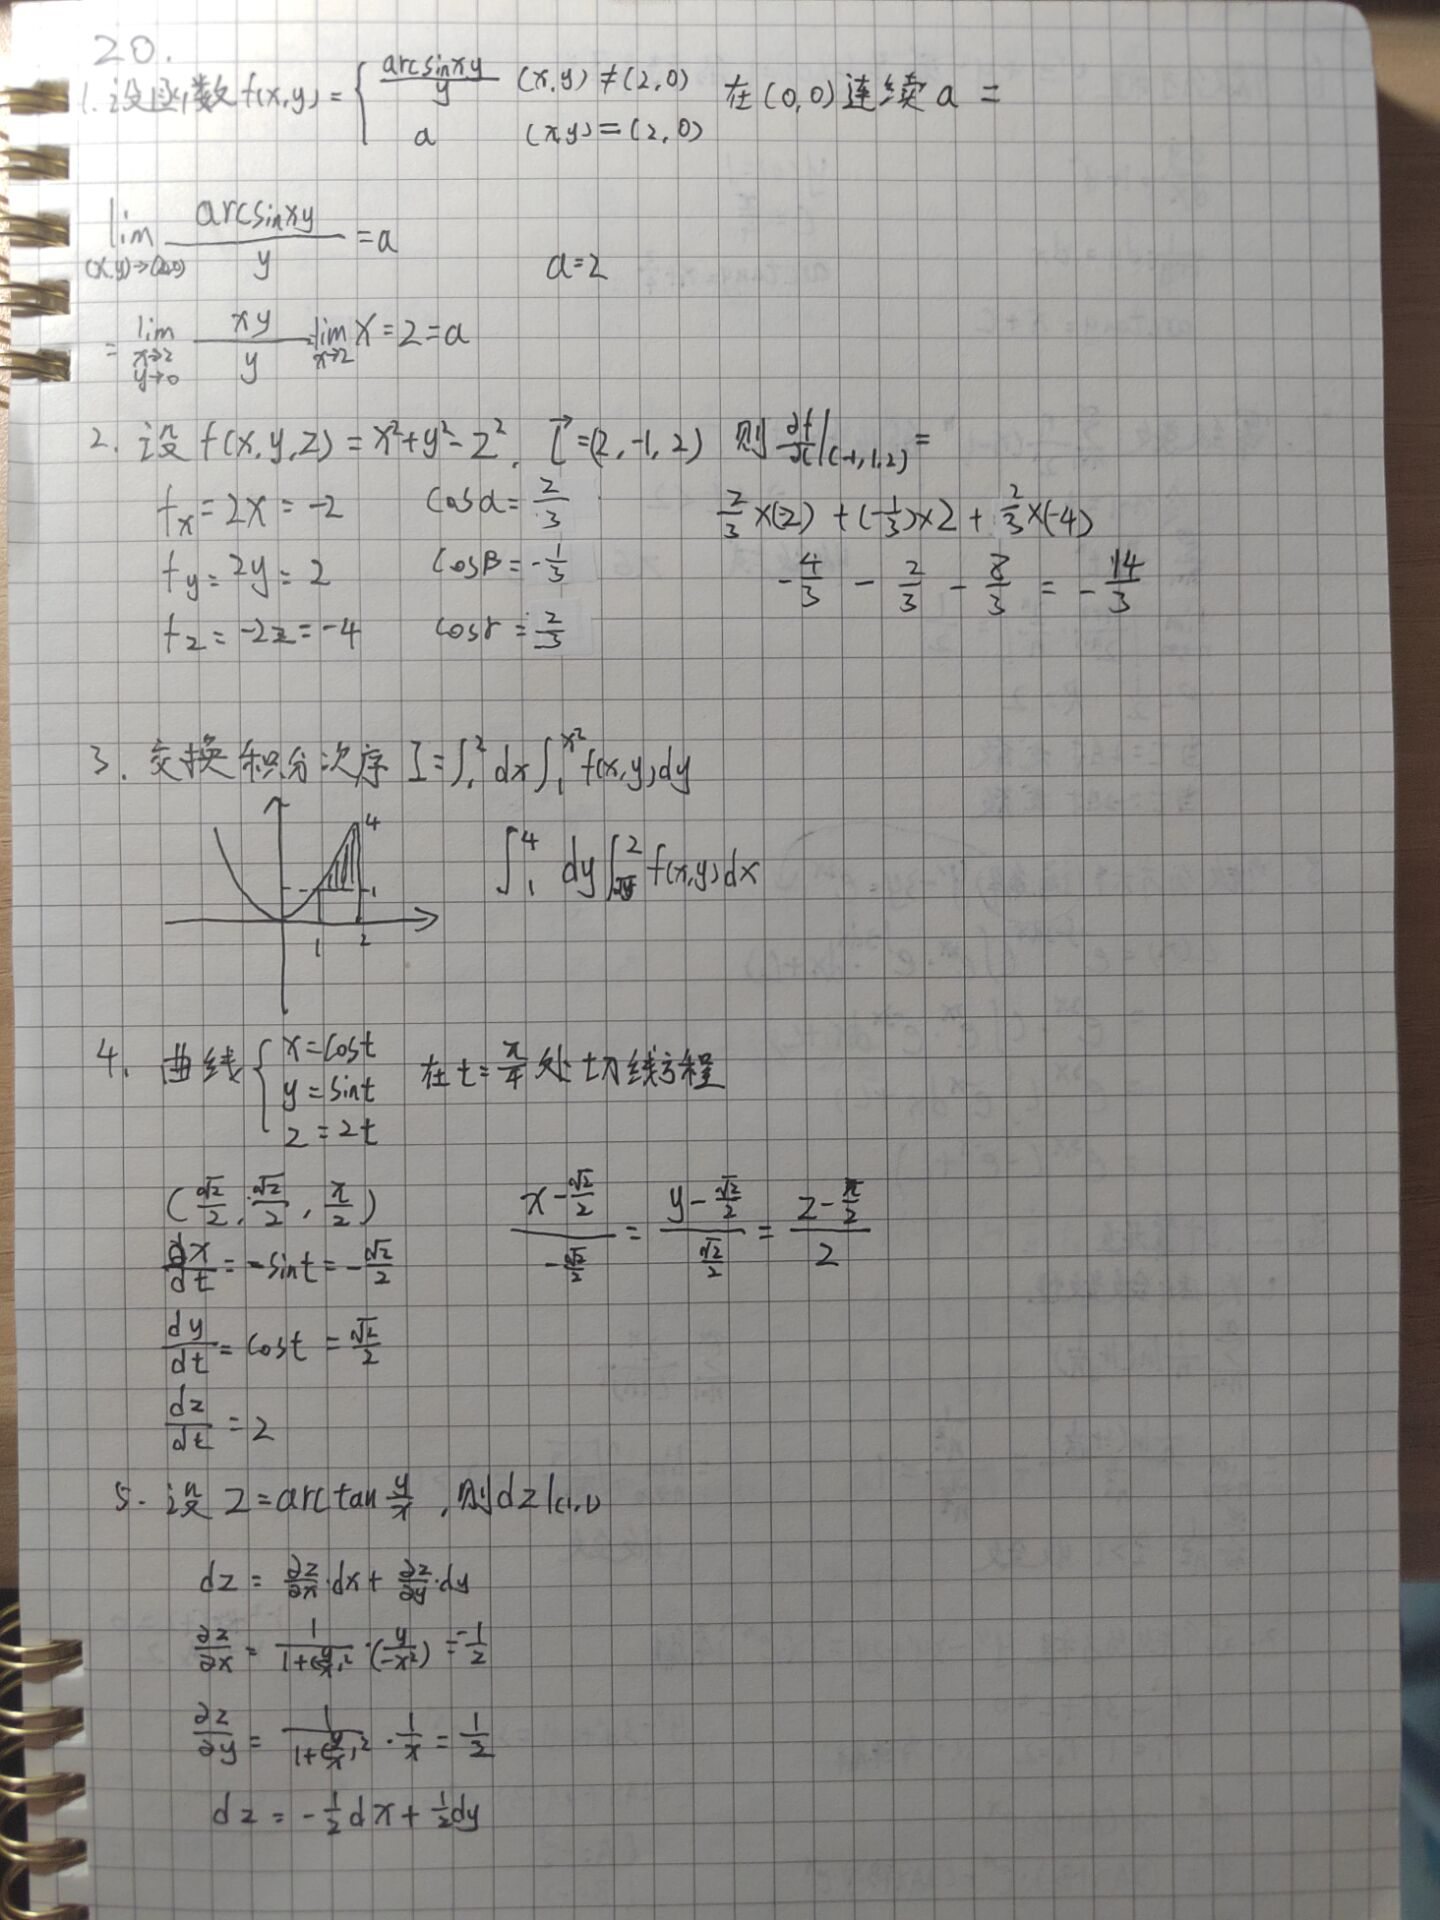 20.
1. 设函数 f(x,y) = { arcsinxy/y (x,y)≠(2,0) 在(0,0)连续 a =
a (x,y)=(2,0)
lim (x,y)→(2,0) arcsinxy/y = a
a=2
= lim x→2 y→0 xy/y = lim x→2 x = 2 = a
2. 设 f(x,y,z) = x²+y²-z², l⃗=(2,-1,2) 则 ∂f/∂l|(-1,1,2) =
fx = 2x = -2 cosα = 2/3 2/3×(2) + (-1/3)×2 + 2/3×(-4)
fy = 2y = 2 cosβ = -1/3 -4/3 - 2/3 - 8/3 = -14/3
fz = -2z = -4 cosr = 2/3
3. 交换积分次序 I=∫₁² dx∫₁^x² f(x,y)dy
4
1
1 2
∫₁⁴ dy∫_√y^2 f(x,y)dx
4. 曲线 { x=cost 在t=π/4处切线方程
y=sint
z=2t
(√2/2, √2/2, π/2) (x-√2/2)/(-√2/2) = (y-√2/2)/(√2/2) = (z-π/2)/2
dx/dt = -sint = -√2/2
dy/dt = cost = √2/2
dz/dt = 2
5. 设 z=arctan y/x, 则dz|(1,1)
dz = ∂z/∂x·dx + ∂z/∂y·dy
∂z/∂x = 1/(1+(y/x)²)·(y/-x²) = -1/2
∂z/∂y = 1/(1+(y/x)²)·1/x = 1/2
dz = -1/2dx + 1/2dy